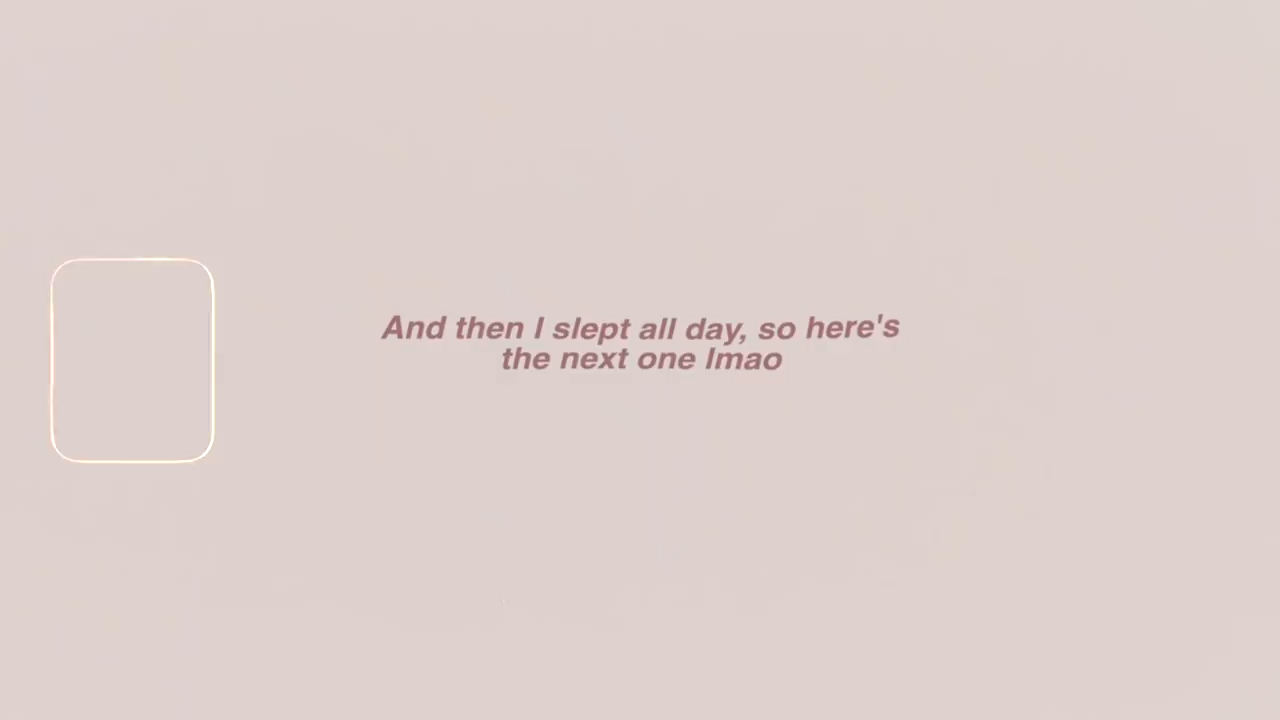 And then I slept all day, so here's
the next one lmao